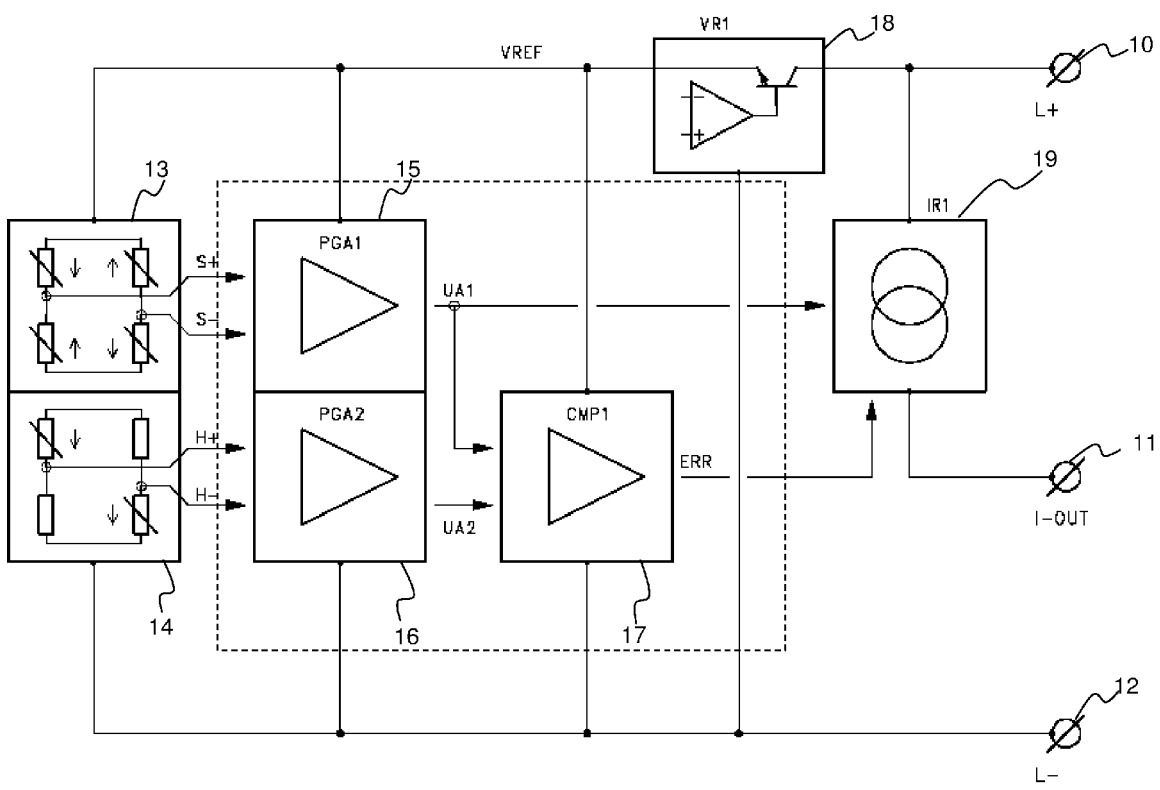 VR1
18
VREF
10
L+
13
15
19
IR1
PGA1
S+
UA1
S-
PGA2
CMP1
H+
ERR
11
H-
UA2
I-OUT
14
16
17
12
L-